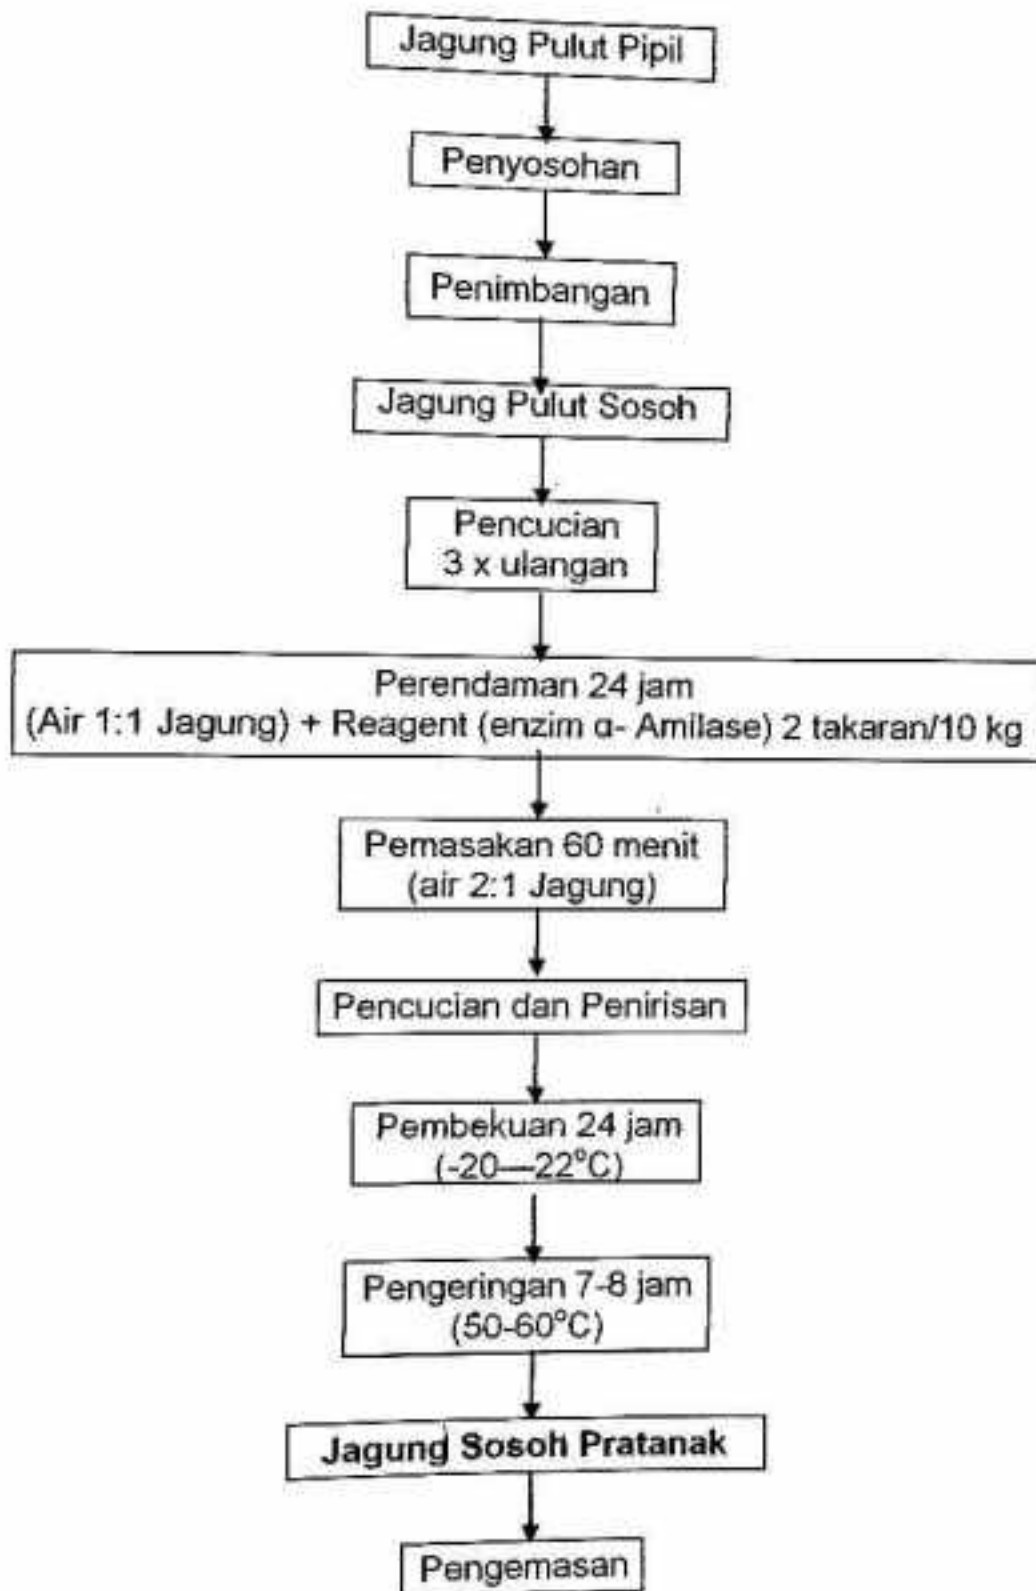 Jagung Pulut Pipil
Penyosohan
Penimbangan
Jagung Pulut Sosoh
Pencucian
3 x ulangan
Perendaman 24 jam
(Air 1:1 Jagung) + Reagent (enzim α- Amilase) 2 takaran/10 kg
Pemasakan 60 menit
(air 2:1 Jagung)
Pencucian dan Penirisan
Pembekuan 24 jam
(-20—22°C)
Pengeringan 7-8 jam
(50-60°C)
Jagung Sosoh Pratanak
Pengemasan